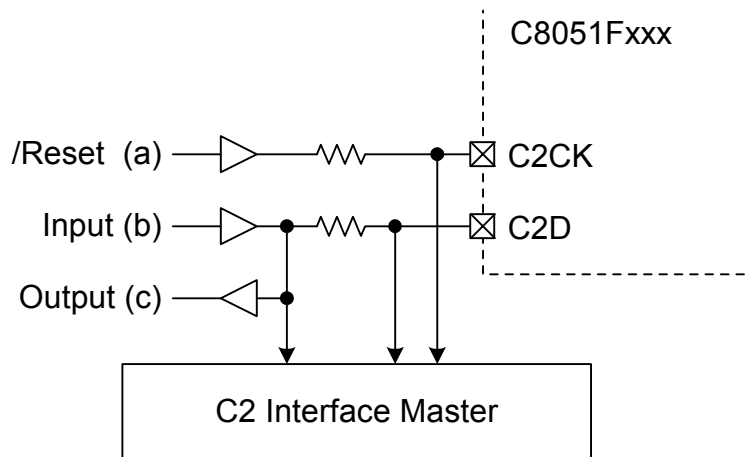 C8051Fxxx
/Reset (a)
C2CK
Input (b)
C2D
Output (c)
C2 Interface Master